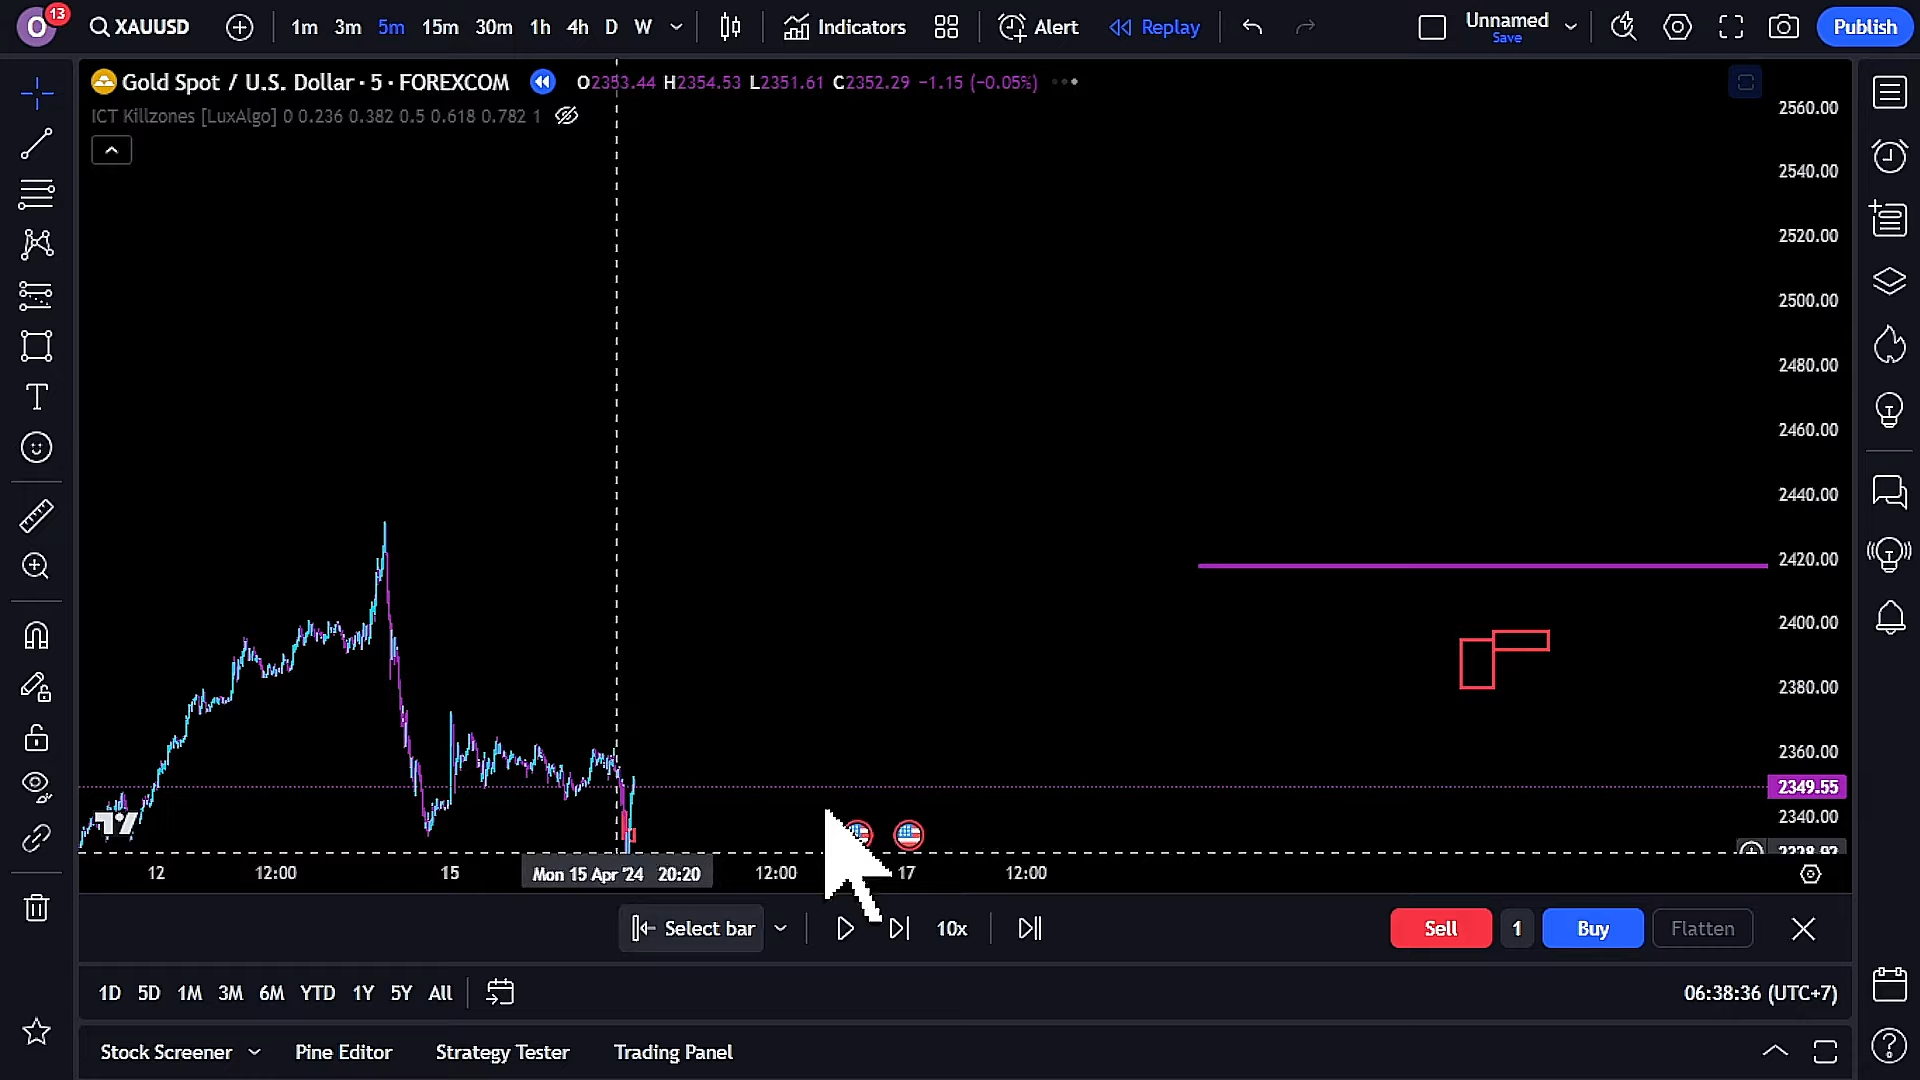 O 13 XAUUSD 1m 3m 5m 15m 30m 1h 4h D W Indicators Alert Replay Unnamed Save Publish
Gold Spot / U.S. Dollar · 5 · FOREXCOM O2353.44 H2354.53 L2351.61 C2352.29 −1.15 (−0.05%)
ICT Killzones [LuxAlgo] 0 0.236 0.382 0.5 0.618 0.782 1
2560.00
2540.00
2520.00
2500.00
2480.00
2460.00
2440.00
2420.00
2400.00
2380.00
2360.00
2349.55
2340.00
2328.92
12 12:00 15 Mon 15 Apr '24 20:20 12:00 17 12:00
Select bar 10x Sell 1 Buy Flatten
1D 5D 1M 3M 6M YTD 1Y 5Y All 06:38:36 (UTC+7)
Stock Screener Pine Editor Strategy Tester Trading Panel